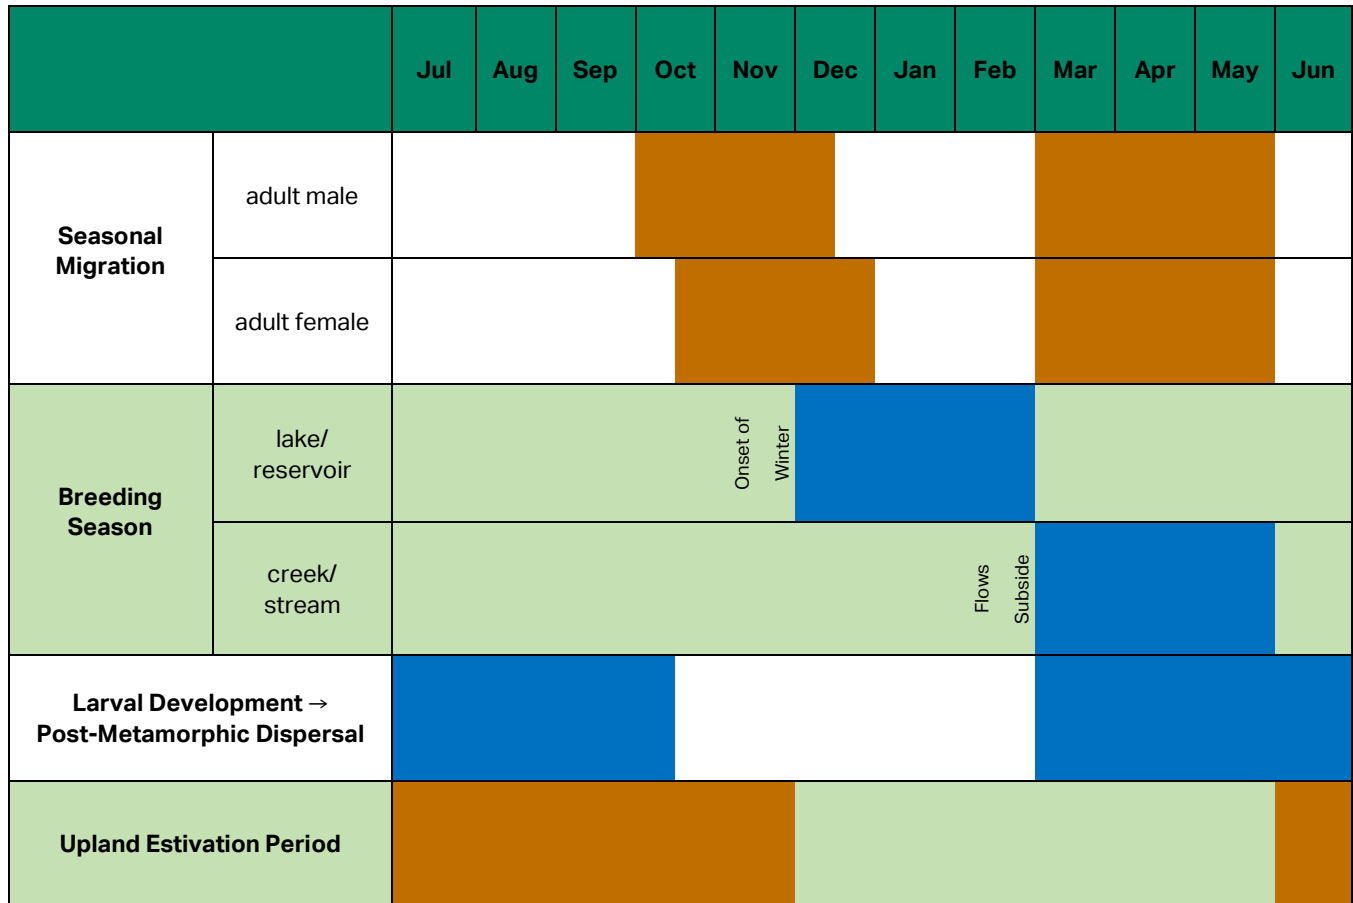 Jul Aug Sep Oct Nov Dec Jan Feb Mar Apr May Jun
Seasonal
Migration
adult male
adult female
Breeding
Season
lake/
reservoir
Onset of
Winter
creek/
stream
Flows
Subside
Larval Development →
Post-Metamorphic Dispersal
Upland Estivation Period